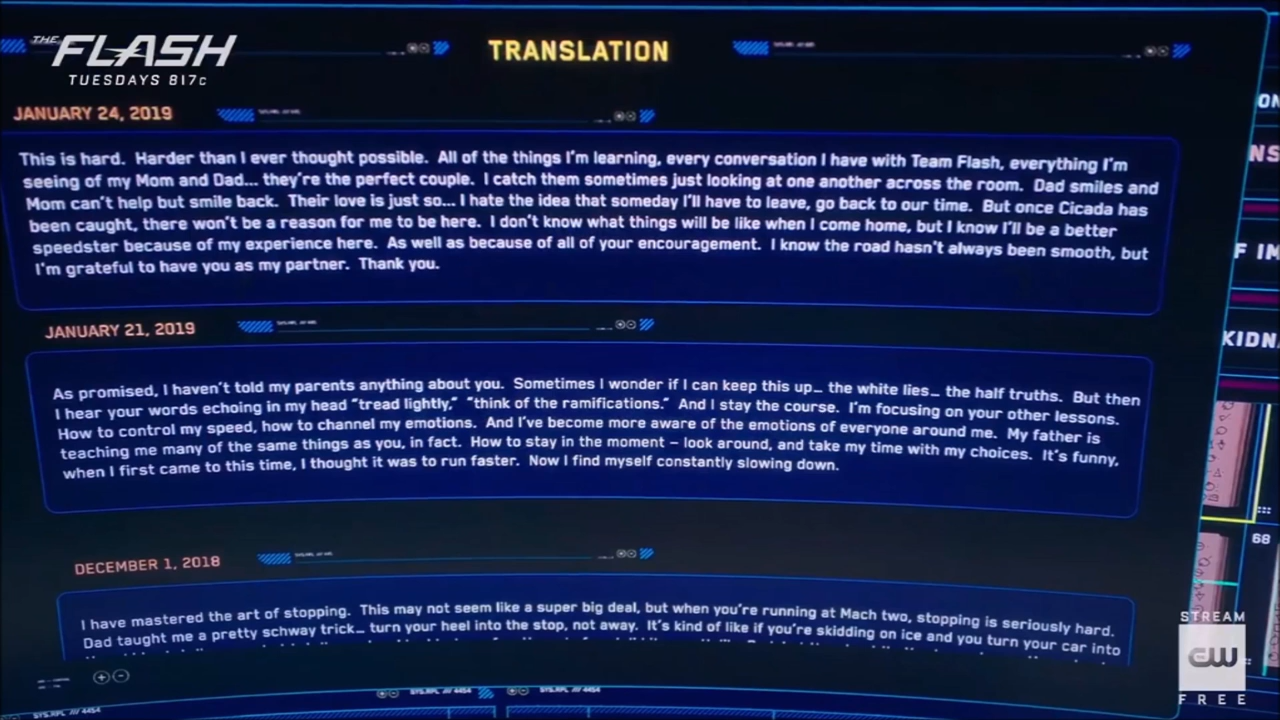 THE FLASH
TUESDAYS 8|7c
TRANSLATION
JANUARY 24, 2019
This is hard. Harder than I ever thought possible. All of the things I'm learning, every conversation I have with Team Flash, everything I'm
seeing of my Mom and Dad... they're the perfect couple. I catch them sometimes just looking at one another across the room. Dad smiles and
Mom can't help but smile back. Their love is just so... I hate the idea that someday I'll have to leave, go back to our time. But once Cicada has
been caught, there won't be a reason for me to be here. I don't know what things will be like when I come home, but I know I'll be a better
speedster because of my experience here. As well as because of all of your encouragement. I know the road hasn't always been smooth, but
I'm grateful to have you as my partner. Thank you.
JANUARY 21, 2019
As promised, I haven't told my parents anything about you. Sometimes I wonder if I can keep this up... the white lies... the half truths. But then
I hear your words echoing in my head "tread lightly," "think of the ramifications." And I stay the course. I'm focusing on your other lessons.
How to control my speed, how to channel my emotions. And I've become more aware of the emotions of everyone around me. My father is
teaching me many of the same things as you, in fact. How to stay in the moment – look around, and take my time with my choices. It's funny,
when I first came to this time, I thought it was to run faster. Now I find myself constantly slowing down.
DECEMBER 1, 2018
I have mastered the art of stopping. This may not seem like a super big deal, but when you're running at Mach two, stopping is seriously hard.
Dad taught me a pretty schway trick... turn your heel into the stop, not away. It's kind of like if you're skidding on ice and you turn your car into
ON
NS
F IM
KIDN
68
SYS.RPL /// 4454
SYS.RPL /// 4454
SYS.RPL /// 4454
STREAM
CW
FREE